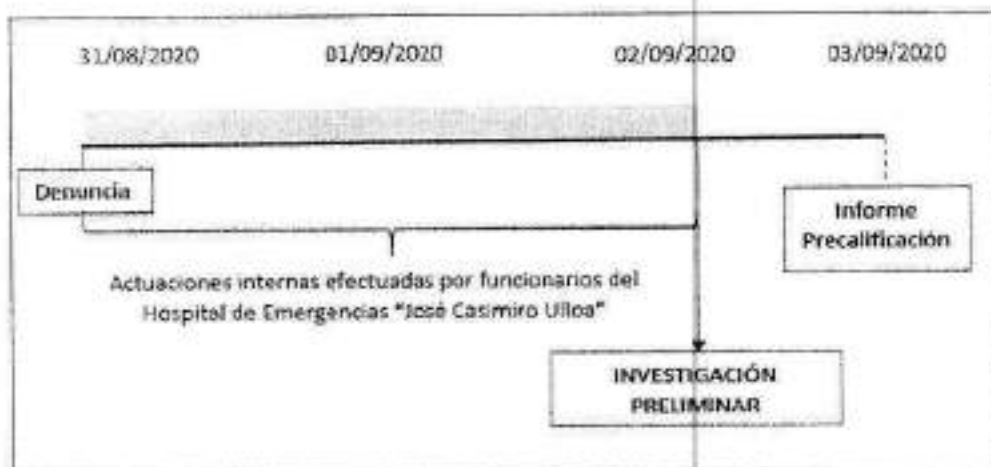 31/08/2020 01/09/2020 02/09/2020 03/09/2020
Denuncia
Informe
Precalificación
Actuaciones internas efectuadas por funcionarios del
Hospital de Emergencias "José Casimiro Ulloa"
INVESTIGACIÓN
PRELIMINAR